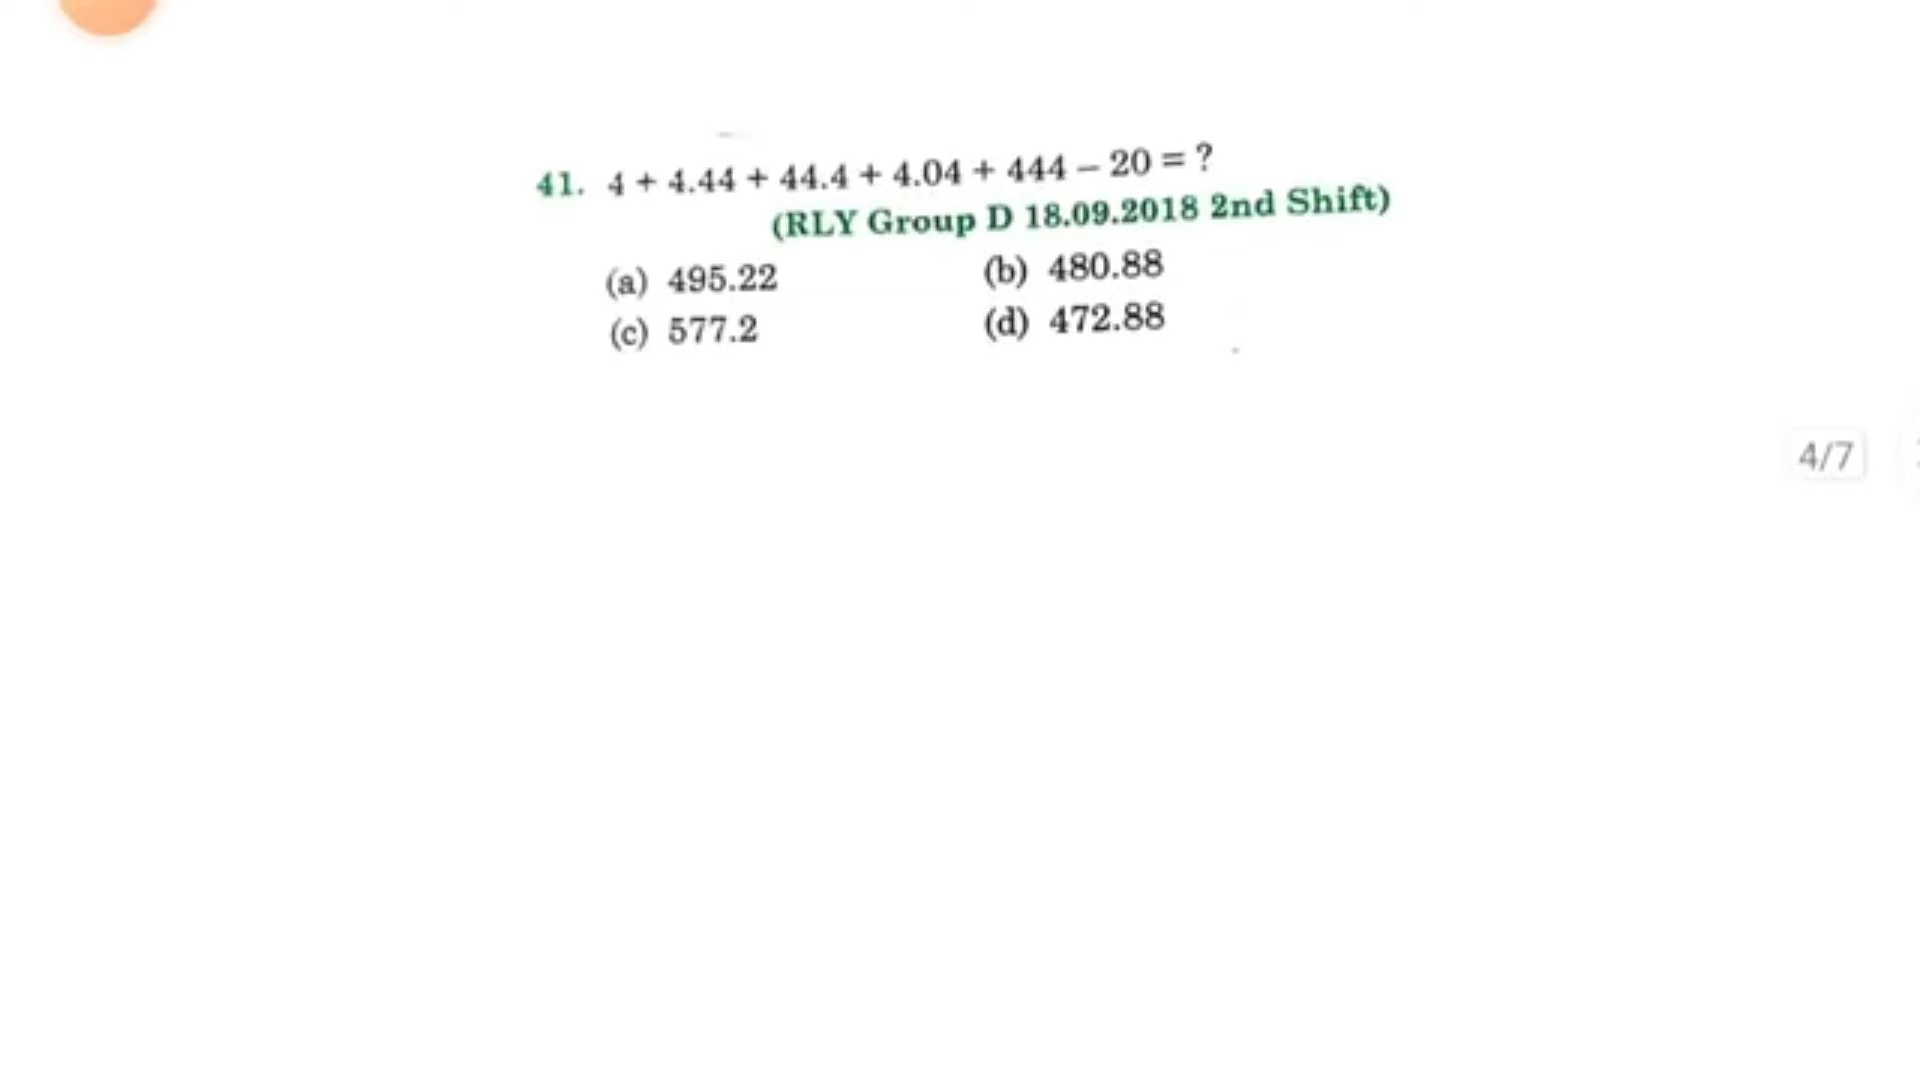 41. 4 + 4.44 + 44.4 + 4.04 + 444 – 20 = ?
(RLY Group D 18.09.2018 2nd Shift)
(a) 495.22 (b) 480.88
(c) 577.2 (d) 472.88
4/7